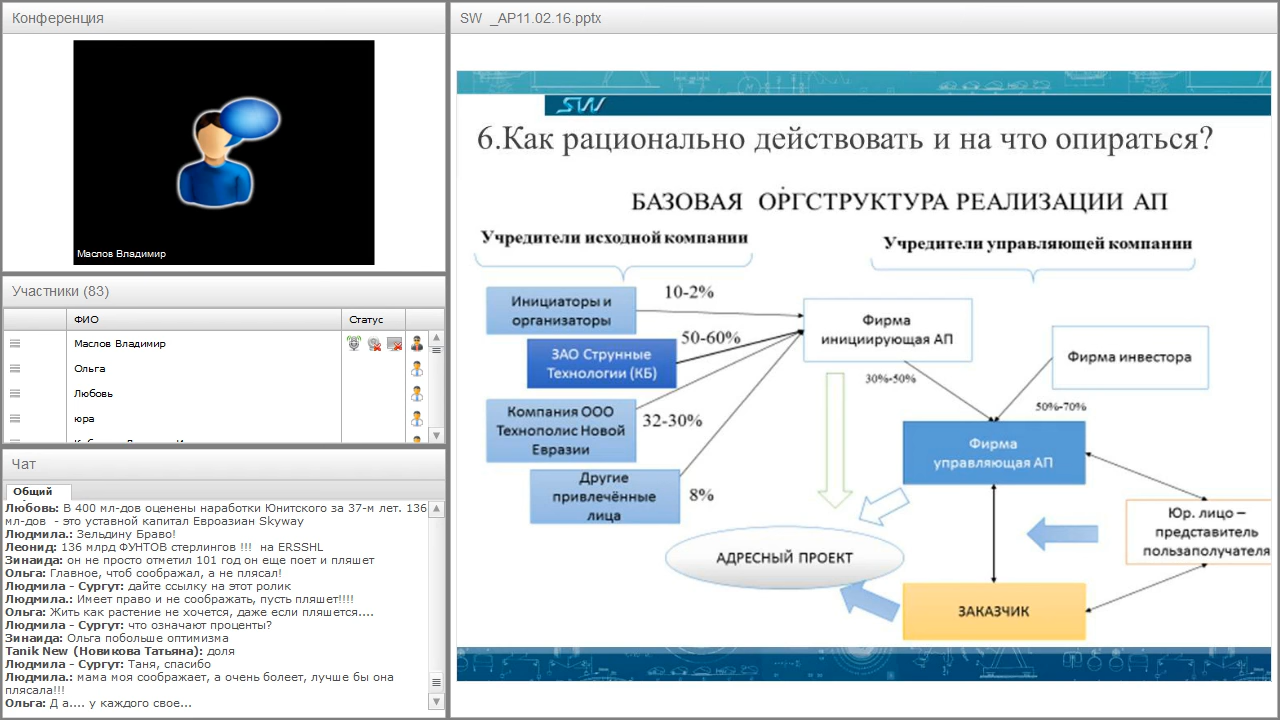 Конференция
Маслов Владимир
Участники (83)
ФИО
Статус
Маслов Владимир
Ольга
Любовь
юра
Чат
Общий
Любовь: В 400 мл-дов оценены наработки Юнитского за 37-м лет. 136
мл-дов - это уставной капитал Евроазиан Skyway
Людмила.: Зельдину Браво!
Леонид: 136 млрд ФУНТОВ стерлингов !!! на ERSSHL
Зинаида: он не просто отметил 101 год он еще поет и пляшет
Ольга: Главное, чтоб соображал, а не плясал!
Людмила - Сургут: дайте ссылку на этот ролик
Людмила.: Имеет право и не соображать, пусть пляшет!!!!
Ольга: Жить как растение не хочется, даже если пляшется....
Людмила - Сургут: что означают проценты?
Зинаида: Ольга побольше оптимизма
Tanik New (Новикова Татьяна): доля
Людмила - Сургут: Таня, спасибо
Людмила.: мама моя соображает, а очень болеет, лучше бы она
плясала!!!
Ольга: Д а.... у каждого свое...
SW _AP11.02.16.pptx
SW
6.Как рационально действовать и на что опираться?
БАЗОВАЯ ОРГСТРУКТУРА РЕАЛИЗАЦИИ АП
Учредители исходной компании
Учредители управляющей компании
Инициаторы и
организаторы
10-2%
ЗАО Струнные
Технологии (КБ)
50-60%
Компания ООО
Технополис Новой
Евразии
32-30%
Другие
привлечённые
лица
8%
Фирма
инициирующая АП
Фирма инвестора
30%-50%
50%-70%
Фирма
управляющая АП
Юр. лицо –
представитель
пользаполучателя
АДРЕСНЫЙ ПРОЕКТ
ЗАКАЗЧИК